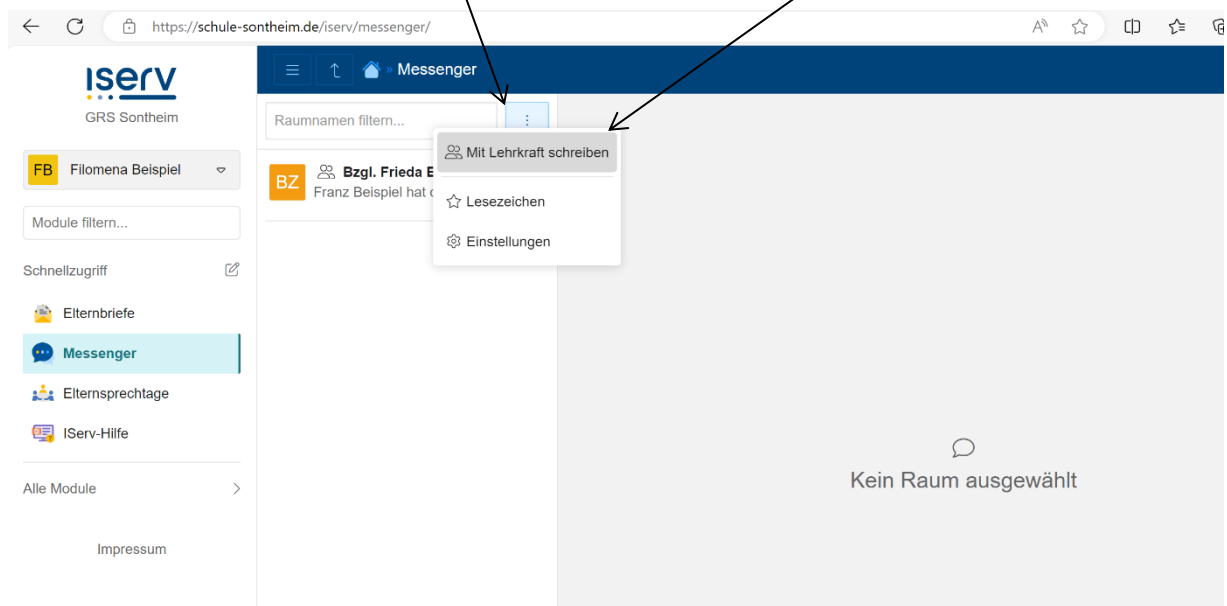 https://schule-sontheim.de/iserv/messenger/
IServ
GRS Sontheim
FB Filomena Beispiel
Module filtern...
Schnellzugriff
Elternbriefe
Messenger
Elternsprechtage
IServ-Hilfe
Alle Module
Impressum
» Messenger
Raumnamen filtern...
BZ
Bzgl. Frieda
Franz Beispiel hat
Mit Lehrkraft schreiben
Lesezeichen
Einstellungen
Kein Raum ausgewählt